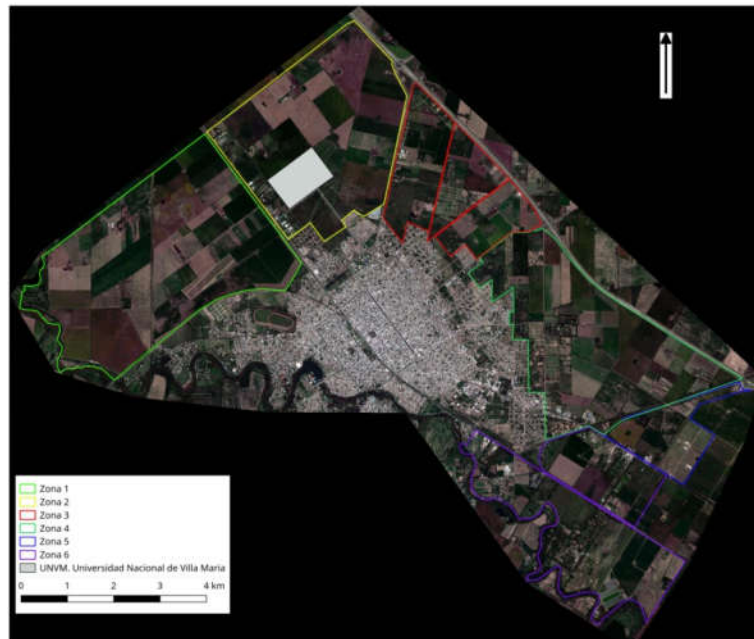 Zona 1
Zona 2
Zona 3
Zona 4
Zona 5
Zona 6
UNVM. Universidad Nacional de Villa Maria
0 1 2 3 4 km